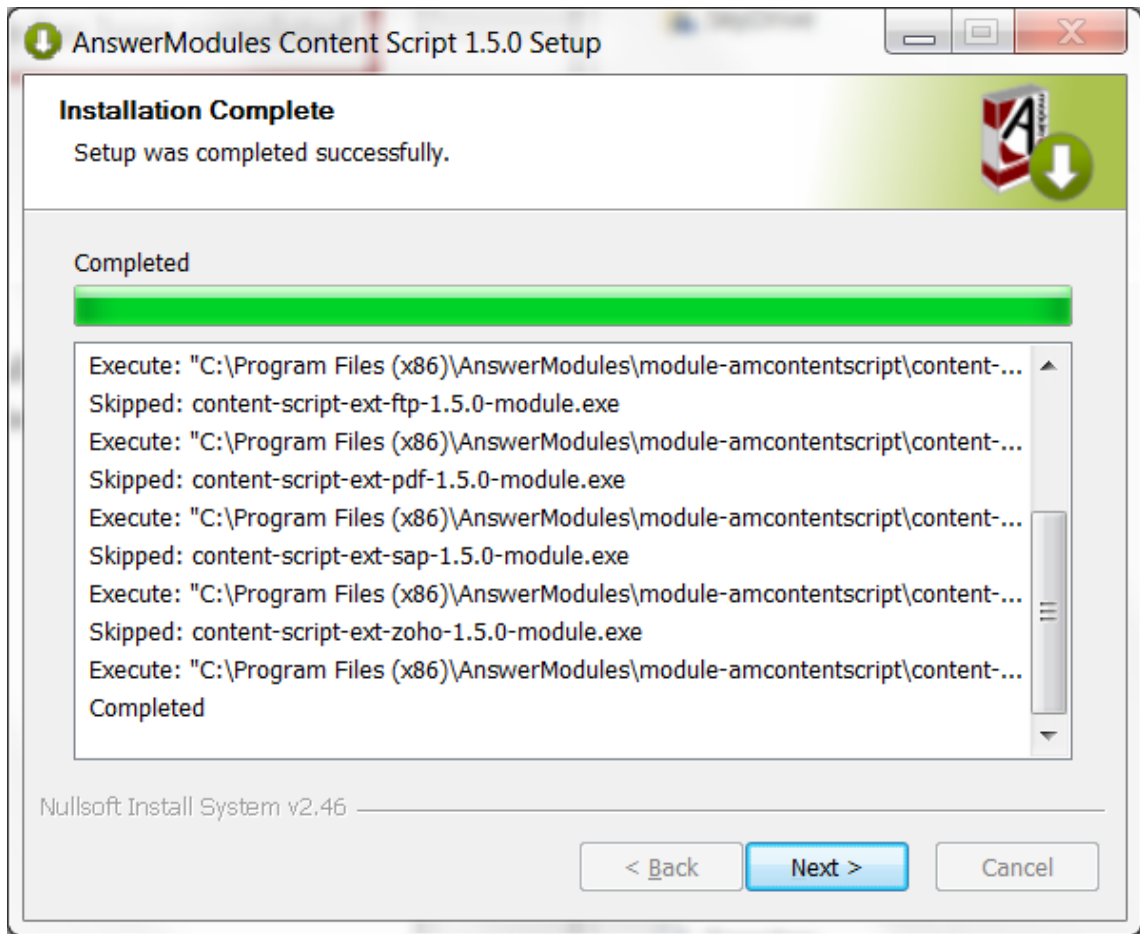 AnswerModules Content Script 1.5.0 Setup
Installation Complete
Setup was completed successfully.
Completed
Execute: "C:\Program Files (x86)\AnswerModules\module-amcontentscript\content-...
Skipped: content-script-ext-ftp-1.5.0-module.exe
Execute: "C:\Program Files (x86)\AnswerModules\module-amcontentscript\content-...
Skipped: content-script-ext-pdf-1.5.0-module.exe
Execute: "C:\Program Files (x86)\AnswerModules\module-amcontentscript\content-...
Skipped: content-script-ext-sap-1.5.0-module.exe
Execute: "C:\Program Files (x86)\AnswerModules\module-amcontentscript\content-...
Skipped: content-script-ext-zoho-1.5.0-module.exe
Execute: "C:\Program Files (x86)\AnswerModules\module-amcontentscript\content-...
Completed
Nullsoft Install System v2.46
< Back Next > Cancel